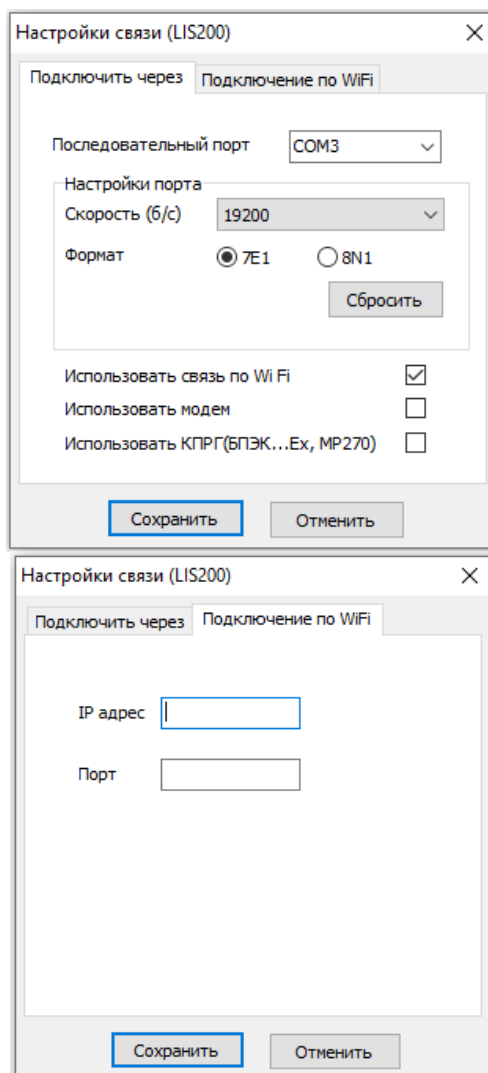 Настройки связи (LIS200)
Подключить через Подключение по WiFi
Последовательный порт COM3
Настройки порта
Скорость (б/с) 19200
Формат 7E1 8N1
Сбросить
Использовать связь по Wi Fi
Использовать модем
Использовать КПРГ(БПЭК...Ex, МР270)
Сохранить Отменить
Настройки связи (LIS200)
Подключить через Подключение по WiFi
IP адрес
Порт
Сохранить Отменить